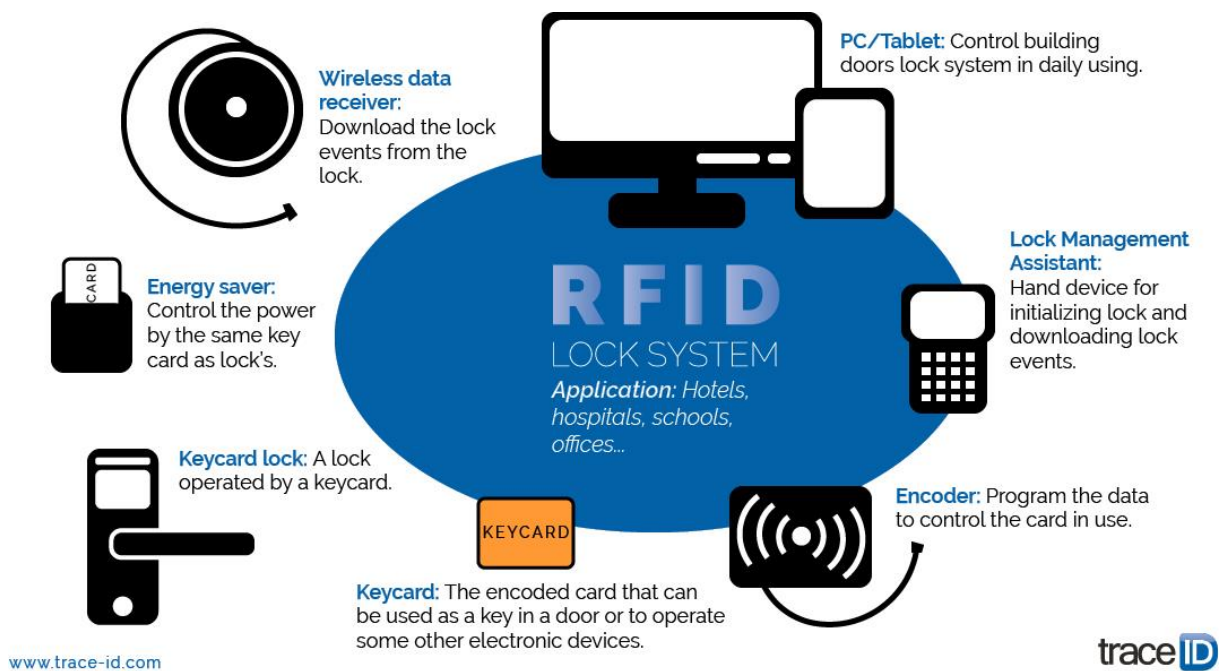 Wireless data
receiver:
Download the lock
events from the
lock.
PC/Tablet: Control building
doors lock system in daily using.
CARD
Energy saver:
Control the power
by the same key
card as lock's.
RFID
LOCK SYSTEM
Application: Hotels,
hospitals, schools,
offices...
Lock Management
Assistant:
Hand device for
initializing lock and
downloading lock
events.
Keycard lock: A lock
operated by a keycard.
KEYCARD
Keycard: The encoded card that can
be used as a key in a door or to operate
some other electronic devices.
Encoder: Program the data
to control the card in use.
www.trace-id.com
trace ID